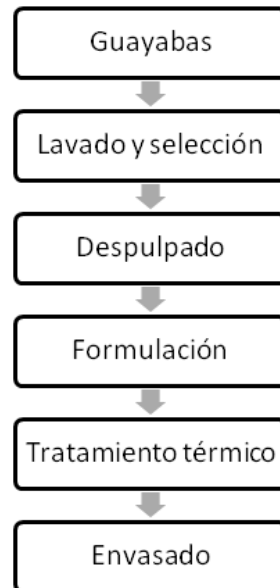 Guayabas
Lavado y selección
Despulpado
Formulación
Tratamiento térmico
Envasado